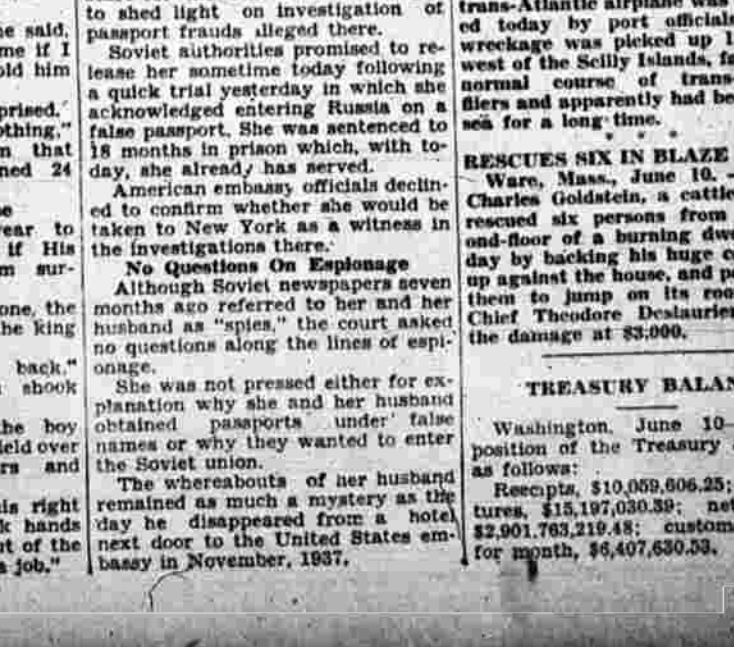 e said,
me if I
old him
prised.'
othing,"
m that
ned 24
e
ear to
if His
m sur-
one, the
he king
back."
shook
he boy
ield over
rs and
is right
k hands
ut of the
a job."
to shed light on investigation of
passport frauds alleged there.
Soviet authorities promised to re-
lease her sometime today following
a quick trial yesterday in which she
acknowledged entering Russia on a
false passport. She was sentenced to
18 months in prison which, with to-
day, she already has served.
American embassy officials declin-
ed to confirm whether she would be
taken to New York as a witness in
the investigations there.
No Questions On Espionage
Although Soviet newspapers seven
months ago referred to her and her
husband as "spies," the court asked
no questions along the lines of espi-
onage.
She was not pressed either for ex-
planation why she and her husband
obtained passports under false
names or why they wanted to enter
the Soviet union.
The whereabouts of her husband
remained as much a mystery as the
day he disappeared from a hotel
next door to the United States em-
bassy in November, 1937.
trans-Atlantic airplane was
ed today by port officials
wreckage was picked up 1
west of the Scilly Islands, fa
normal course of trans-
fliers and apparently had be
sea for a long time.
* * *
RESCUES SIX IN BLAZE
Ware, Mass., June 10. -
Charles Goldstein, a cattle
rescued six persons from
ond-floor of a burning dwe
day by backing his huge c
up against the house, and pe
them to jump on its roo
Chief Theodore Deslaurier
the damage at $3,000.
TREASURY BALAN
Washington, June 10-
position of the Treasury
as follows:
Receipts, $10,059,606.25;
tures, $15,197,030.39; net
$2,901,763,219.48; custom
for month, $6,407,630.53.